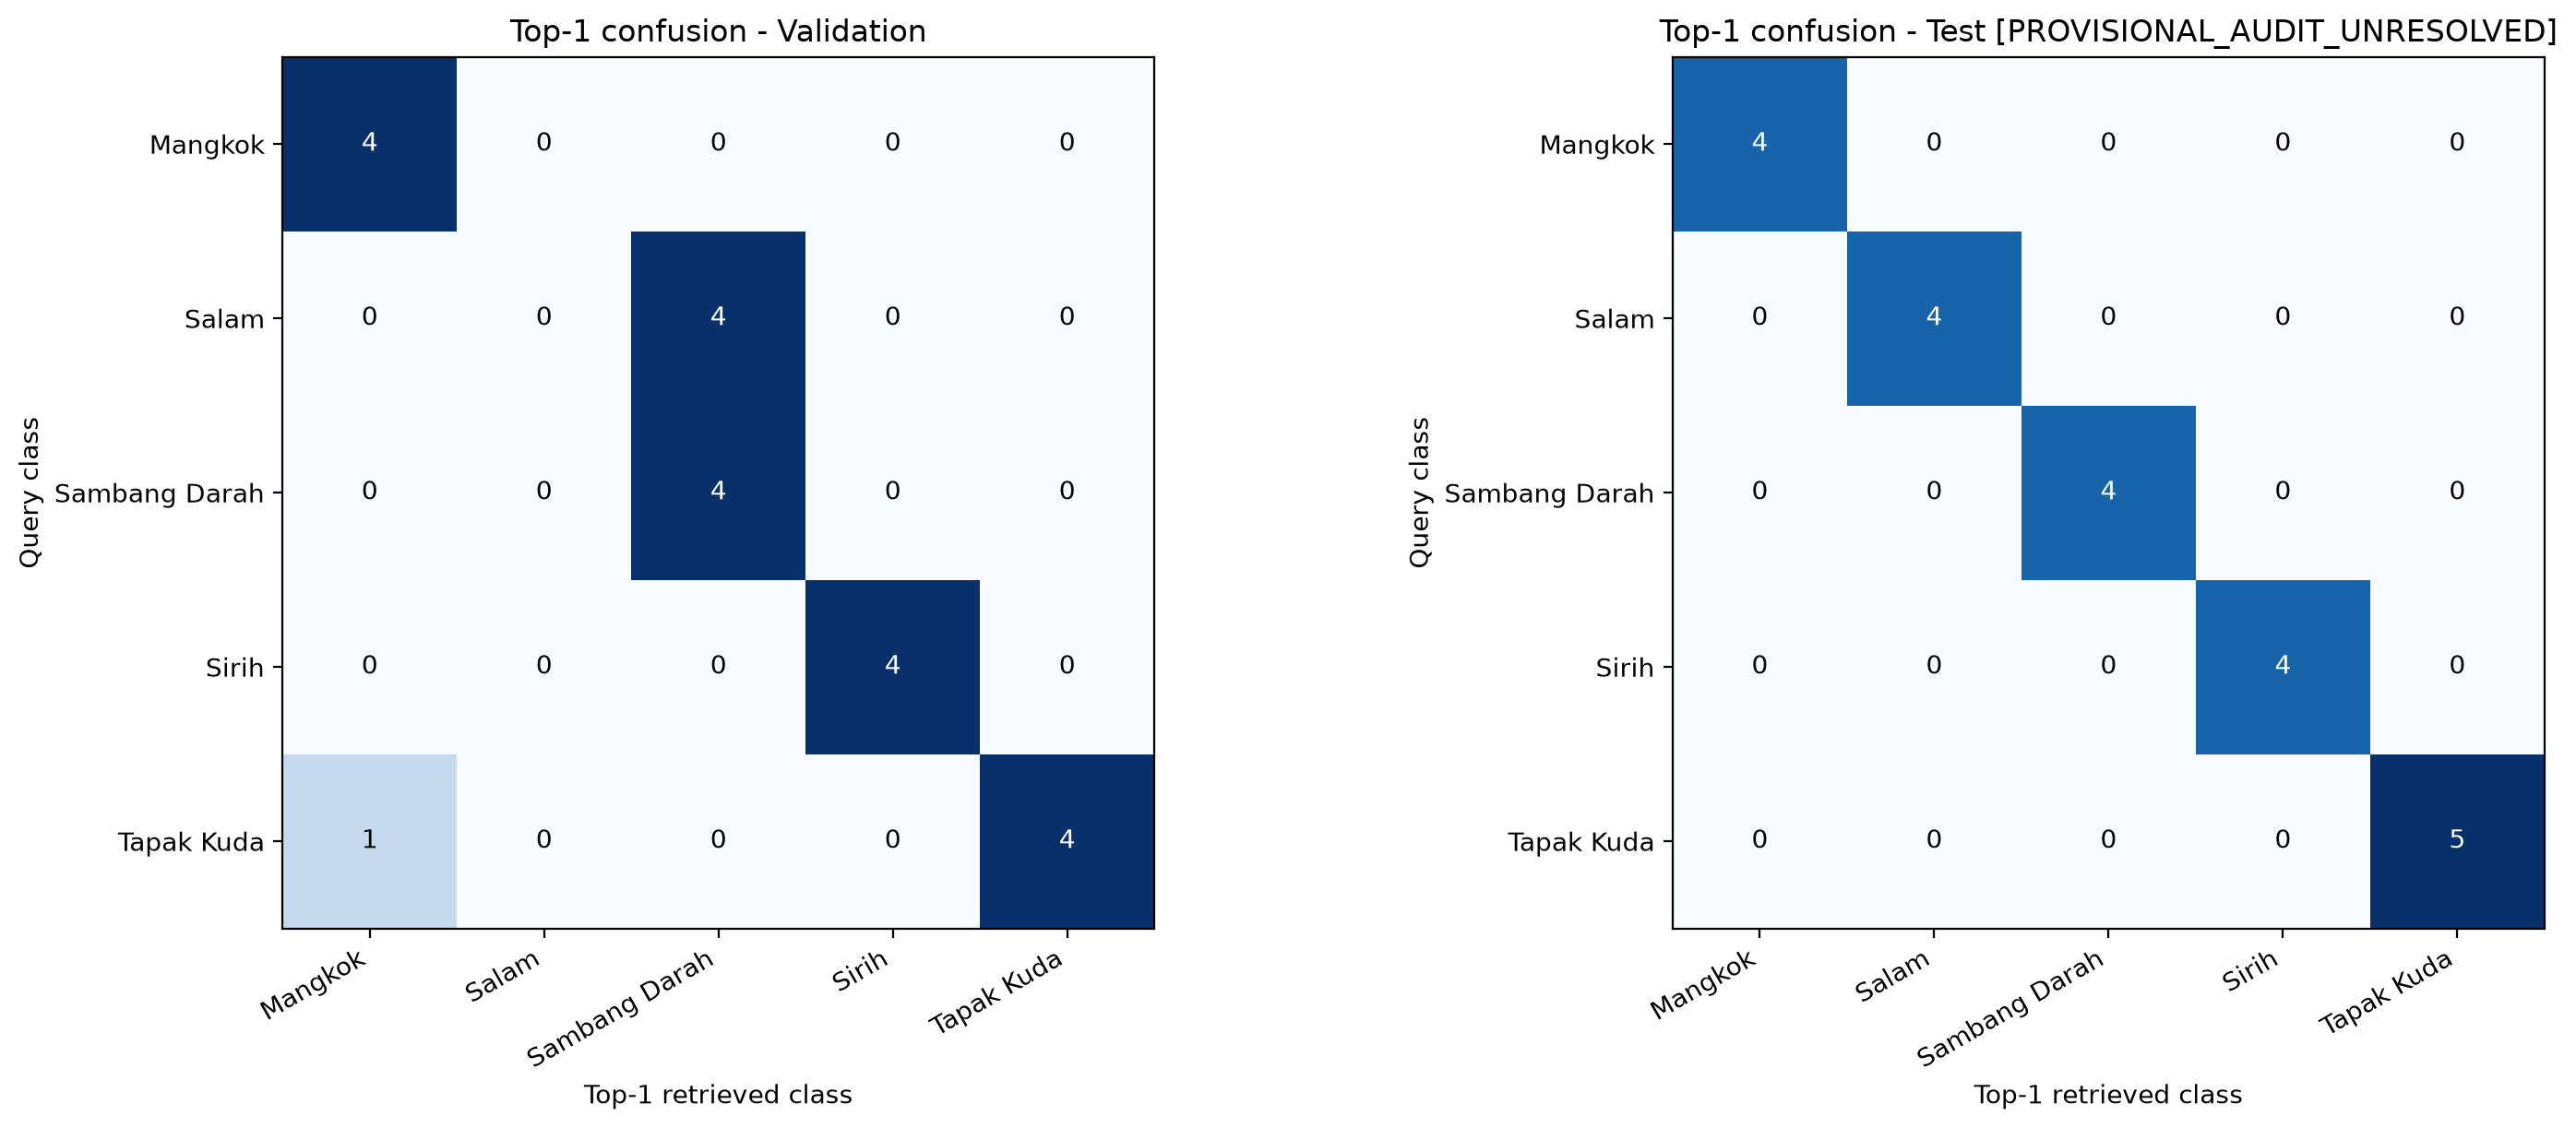 Top-1 confusion - Validation
Mangkok 4 0 0 0 0
Salam 0 0 4 0 0
Sambang Darah 0 0 4 0 0
Sirih 0 0 0 4 0
Tapak Kuda 1 0 0 0 4
Query class
Mangkok Salam Sambang Darah Sirih Tapak Kuda
Top-1 retrieved class
Top-1 confusion - Test [PROVISIONAL_AUDIT_UNRESOLVED]
Mangkok 4 0 0 0 0
Salam 0 4 0 0 0
Sambang Darah 0 0 4 0 0
Sirih 0 0 0 4 0
Tapak Kuda 0 0 0 0 5
Query class
Mangkok Salam Sambang Darah Sirih Tapak Kuda
Top-1 retrieved class